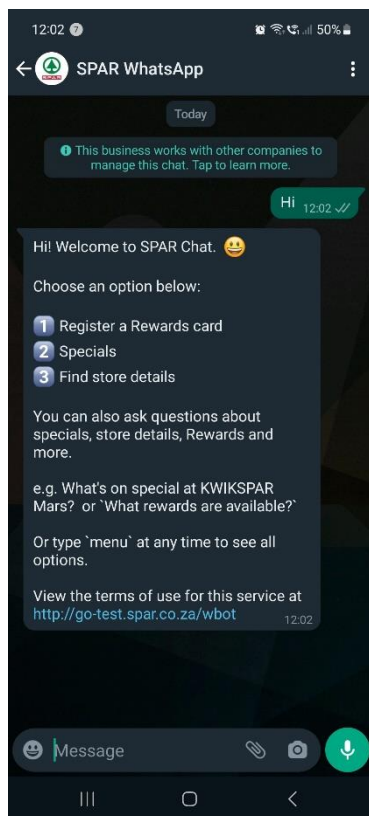 12:02 7 50%
SPAR WhatsApp
SPAR
Today
This business works with other companies to
manage this chat. Tap to learn more.
Hi 12:02
Hi! Welcome to SPAR Chat. 😃
Choose an option below:
1️⃣ Register a Rewards card
2️⃣ Specials
3️⃣ Find store details
You can also ask questions about
specials, store details, Rewards and
more.
e.g. What's on special at KWIKSPAR
Mars?  or `What rewards are available?`
Or type `menu` at any time to see all
options.
View the terms of use for this service at
http://go-test.spar.co.za/wbot 12:02
Message